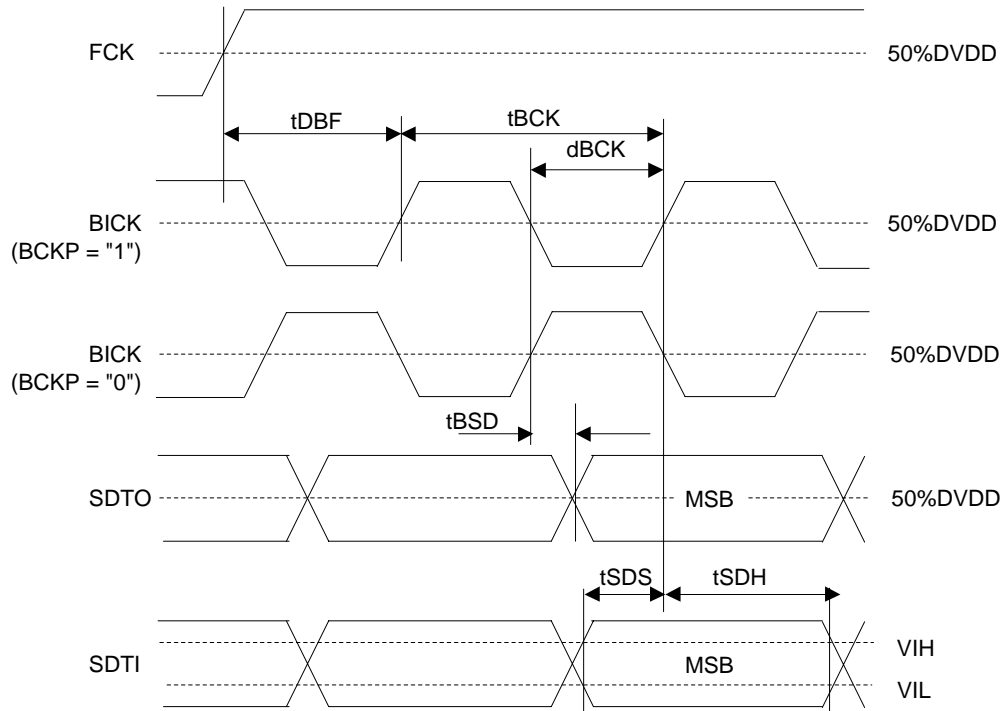 FCK 50%DVDD
tDBF tBCK
dBCK
BICK 50%DVDD
(BCKP = "1")
BICK 50%DVDD
(BCKP = "0")
tBSD
SDTO MSB 50%DVDD
tSDS tSDH
VIH
SDTI MSB
VIL